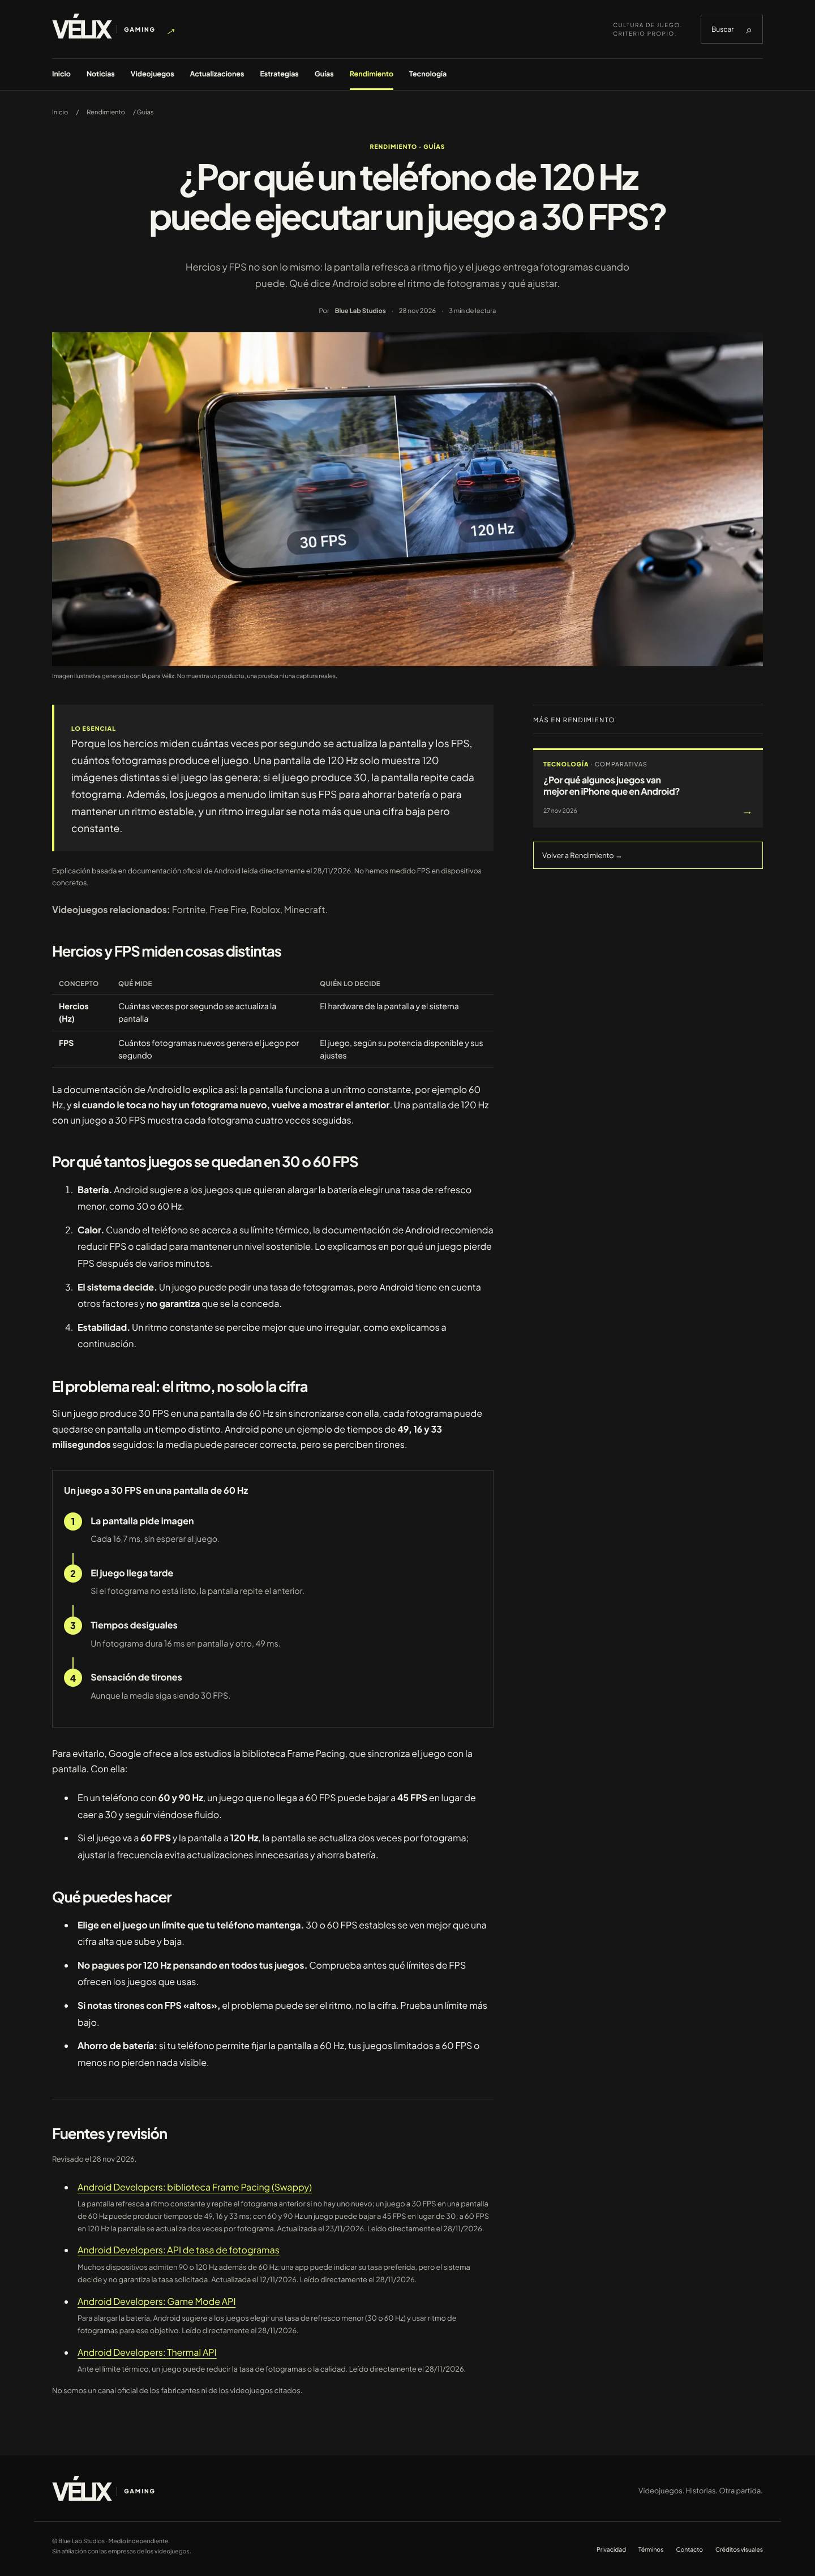 VÉLIX GAMING
CULTURA DE JUEGO.
CRITERIO PROPIO.
Buscar
Inicio Noticias Videojuegos Actualizaciones Estrategias Guías Rendimiento Tecnología
Inicio / Rendimiento / Guías
RENDIMIENTO · GUÍAS
¿Por qué un teléfono de 120 Hz
puede ejecutar un juego a 30 FPS?
Hercios y FPS no son lo mismo: la pantalla refresca a ritmo fijo y el juego entrega fotogramas cuando
puede. Qué dice Android sobre el ritmo de fotogramas y qué ajustar.
Por Blue Lab Studios · 28 nov 2026 · 3 min de lectura
30 FPS
120 Hz
Imagen ilustrativa generada con IA para Vélix. No muestra un producto, una prueba ni una captura reales.
LO ESENCIAL
Porque los hercios miden cuántas veces por segundo se actualiza la pantalla y los FPS,
cuántos fotogramas produce el juego. Una pantalla de 120 Hz solo muestra 120
imágenes distintas si el juego las genera; si el juego produce 30, la pantalla repite cada
fotograma. Además, los juegos a menudo limitan sus FPS para ahorrar batería o para
mantener un ritmo estable, y un ritmo irregular se nota más que una cifra baja pero
constante.
MÁS EN RENDIMIENTO
TECNOLOGÍA · COMPARATIVAS
¿Por qué algunos juegos van
mejor en iPhone que en Android?
27 nov 2026 →
Volver a Rendimiento →
Explicación basada en documentación oficial de Android leída directamente el 28/11/2026. No hemos medido FPS en dispositivos
concretos.
Videojuegos relacionados: Fortnite, Free Fire, Roblox, Minecraft.
Hercios y FPS miden cosas distintas
CONCEPTO QUÉ MIDE QUIÉN LO DECIDE
Hercios
(Hz)
Cuántas veces por segundo se actualiza la
pantalla
El hardware de la pantalla y el sistema
FPS
Cuántos fotogramas nuevos genera el juego por
segundo
El juego, según su potencia disponible y sus
ajustes
La documentación de Android lo explica así: la pantalla funciona a un ritmo constante, por ejemplo 60
Hz, y si cuando le toca no hay un fotograma nuevo, vuelve a mostrar el anterior. Una pantalla de 120 Hz
con un juego a 30 FPS muestra cada fotograma cuatro veces seguidas.
Por qué tantos juegos se quedan en 30 o 60 FPS
1. Batería. Android sugiere a los juegos que quieran alargar la batería elegir una tasa de refresco
menor, como 30 o 60 Hz.
2. Calor. Cuando el teléfono se acerca a su límite térmico, la documentación de Android recomienda
reducir FPS o calidad para mantener un nivel sostenible. Lo explicamos en por qué un juego pierde
FPS después de varios minutos.
3. El sistema decide. Un juego puede pedir una tasa de fotogramas, pero Android tiene en cuenta
otros factores y no garantiza que se la conceda.
4. Estabilidad. Un ritmo constante se percibe mejor que uno irregular, como explicamos a
continuación.
El problema real: el ritmo, no solo la cifra
Si un juego produce 30 FPS en una pantalla de 60 Hz sin sincronizarse con ella, cada fotograma puede
quedarse en pantalla un tiempo distinto. Android pone un ejemplo de tiempos de 49, 16 y 33
milisegundos seguidos: la media puede parecer correcta, pero se perciben tirones.
Un juego a 30 FPS en una pantalla de 60 Hz
1 La pantalla pide imagen
Cada 16,7 ms, sin esperar al juego.
2 El juego llega tarde
Si el fotograma no está listo, la pantalla repite el anterior.
3 Tiempos desiguales
Un fotograma dura 16 ms en pantalla y otro, 49 ms.
4 Sensación de tirones
Aunque la media siga siendo 30 FPS.
Para evitarlo, Google ofrece a los estudios la biblioteca Frame Pacing, que sincroniza el juego con la
pantalla. Con ella:
• En un teléfono con 60 y 90 Hz, un juego que no llega a 60 FPS puede bajar a 45 FPS en lugar de
caer a 30 y seguir viéndose fluido.
• Si el juego va a 60 FPS y la pantalla a 120 Hz, la pantalla se actualiza dos veces por fotograma;
ajustar la frecuencia evita actualizaciones innecesarias y ahorra batería.
Qué puedes hacer
• Elige en el juego un límite que tu teléfono mantenga. 30 o 60 FPS estables se ven mejor que una
cifra alta que sube y baja.
• No pagues por 120 Hz pensando en todos tus juegos. Comprueba antes qué límites de FPS
ofrecen los juegos que usas.
• Si notas tirones con FPS «altos», el problema puede ser el ritmo, no la cifra. Prueba un límite más
bajo.
• Ahorro de batería: si tu teléfono permite fijar la pantalla a 60 Hz, tus juegos limitados a 60 FPS o
menos no pierden nada visible.
Fuentes y revisión
Revisado el 28 nov 2026.
• Android Developers: biblioteca Frame Pacing (Swappy)
La pantalla refresca a ritmo constante y repite el fotograma anterior si no hay uno nuevo; un juego a 30 FPS en una pantalla
de 60 Hz puede producir tiempos de 49, 16 y 33 ms; con 60 y 90 Hz un juego puede bajar a 45 FPS en lugar de 30; a 60 FPS
en 120 Hz la pantalla se actualiza dos veces por fotograma. Actualizada el 23/11/2026. Leído directamente el 28/11/2026.
• Android Developers: API de tasa de fotogramas
Muchos dispositivos admiten 90 o 120 Hz además de 60 Hz; una app puede indicar su tasa preferida, pero el sistema
decide y no garantiza la tasa solicitada. Actualizada el 12/11/2026. Leído directamente el 28/11/2026.
• Android Developers: Game Mode API
Para alargar la batería, Android sugiere a los juegos elegir una tasa de refresco menor (30 o 60 Hz) y usar ritmo de
fotogramas para ese objetivo. Leído directamente el 28/11/2026.
• Android Developers: Thermal API
Ante el límite térmico, un juego puede reducir la tasa de fotogramas o la calidad. Leído directamente el 28/11/2026.
No somos un canal oficial de los fabricantes ni de los videojuegos citados.
VÉLIX GAMING
Videojuegos. Historias. Otra partida.
© Blue Lab Studios · Medio independiente.
Sin afiliación con las empresas de los videojuegos.
Privacidad Términos Contacto Créditos visuales